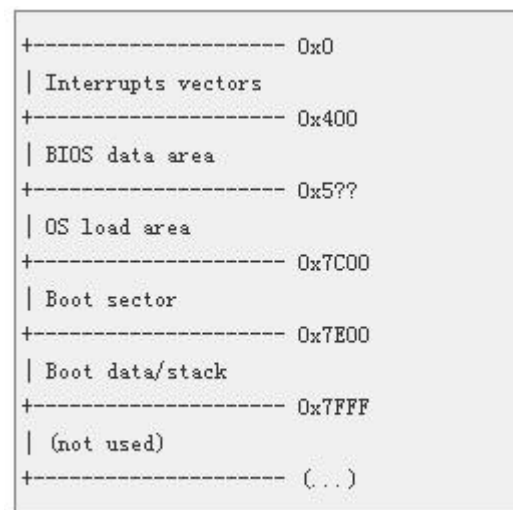 +--------------------- 0x0
| Interrupts vectors
+--------------------- 0x400
| BIOS data area
+--------------------- 0x5??
| OS load area
+--------------------- 0x7C00
| Boot sector
+--------------------- 0x7E00
| Boot data/stack
+--------------------- 0x7FFF
| (not used)
+--------------------- (...)